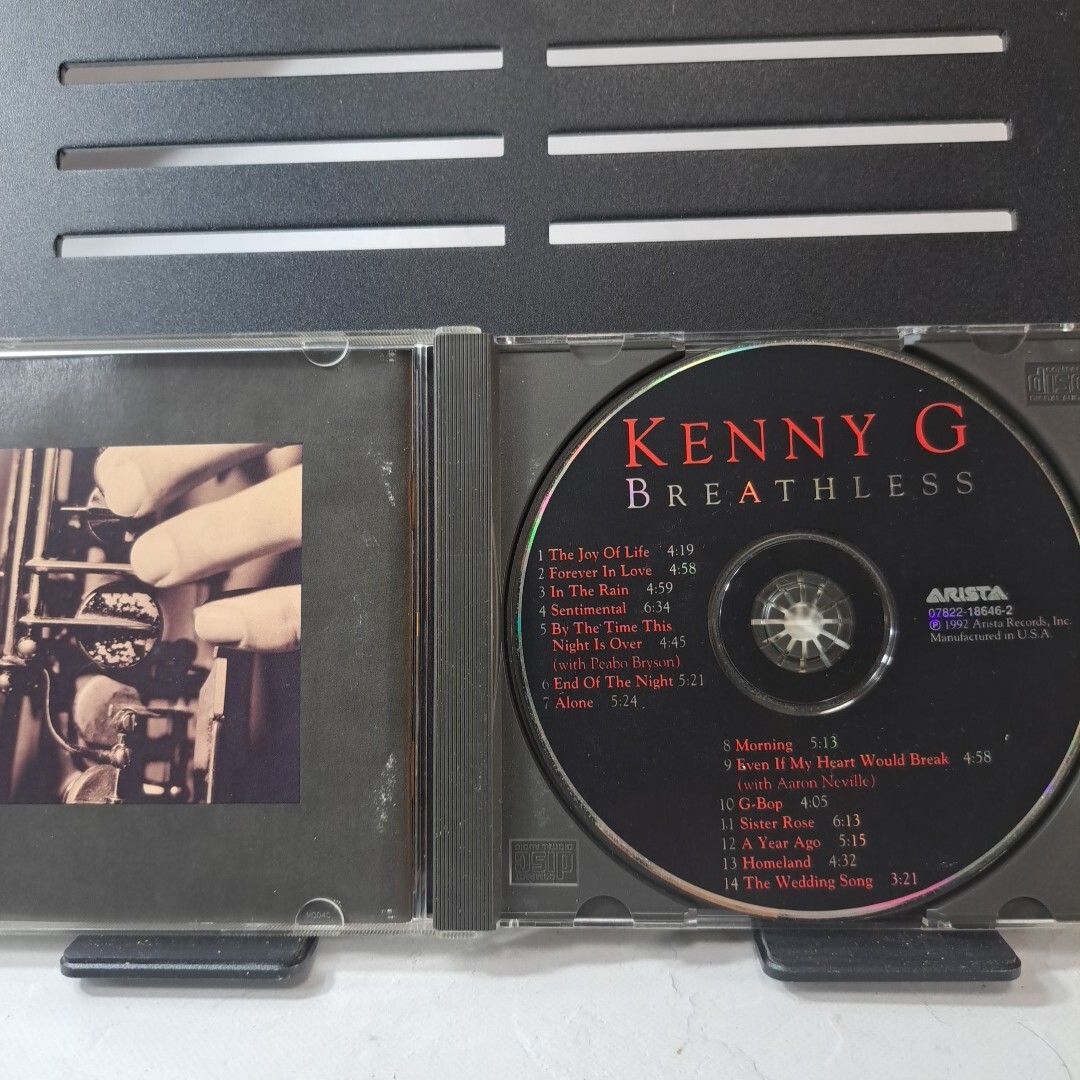 KENNY G
BREATHLESS
1 The Joy Of Life 4:19
2 Forever In Love 4:58
3 In The Rain 4:59
4 Sentimental 6:34
5 By The Time This
Night Is Over 4:45
(with Peabo Bryson)
6 End Of The Night 5:21
7 Alone 5:24
ARISTA
07822-18646-2
℗ 1992 Arista Records, Inc.
Manufactured in U.S.A.
8 Morning 5:13
9 Even If My Heart Would Break 4:58
(with Aaron Neville)
10 G-Bop 4:05
11 Sister Rose 6:13
12 A Year Ago 5:15
13 Homeland 4:32
14 The Wedding Song 3:21